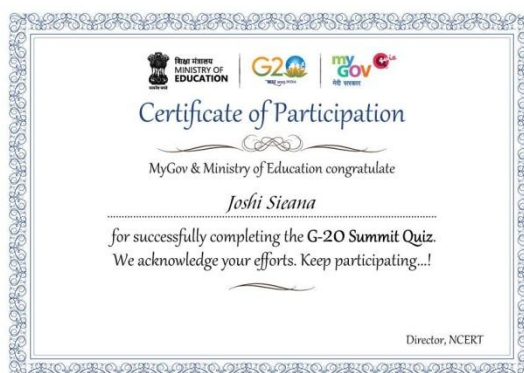 शिक्षा मंत्रालय
MINISTRY OF
EDUCATION
G20
my
GOV
मेरी सरकार
Certificate of Participation
MyGov & Ministry of Education congratulate
Joshi Sieana
for successfully completing the G-20 Summit Quiz.
We acknowledge your efforts. Keep participating...!
Director, NCERT